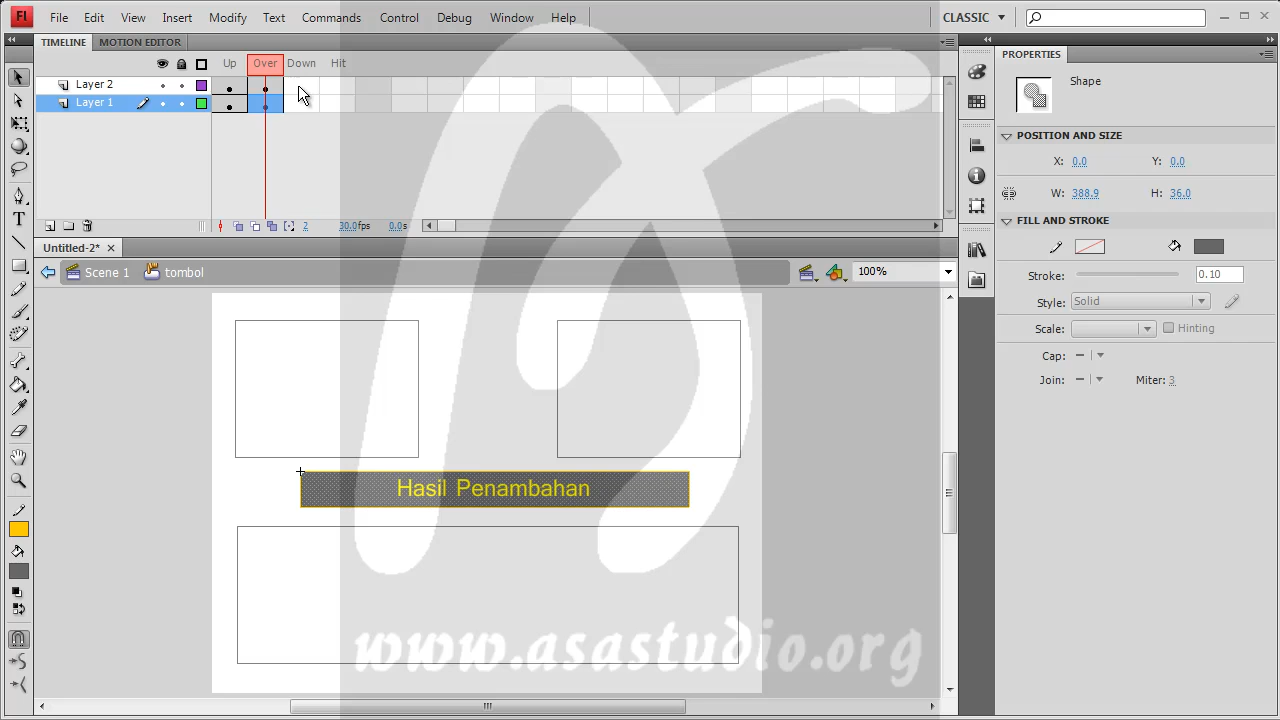 Fl File Edit View Insert Modify Text Commands Control Debug Window Help CLASSIC
TIMELINE MOTION EDITOR PROPERTIES
Up Over Down Hit Shape
Layer 2
Layer 1
POSITION AND SIZE
X: 0.0 Y: 0.0
W: 388.9 H: 36.0
2 30.0fps 0.0s
FILL AND STROKE
Untitled-2*
Scene 1 tombol 100%
Stroke: 0.10
Style: Solid
Scale: Hinting
Cap:
Join: Miter: 3
Hasil Penambahan
www.asastudio.org